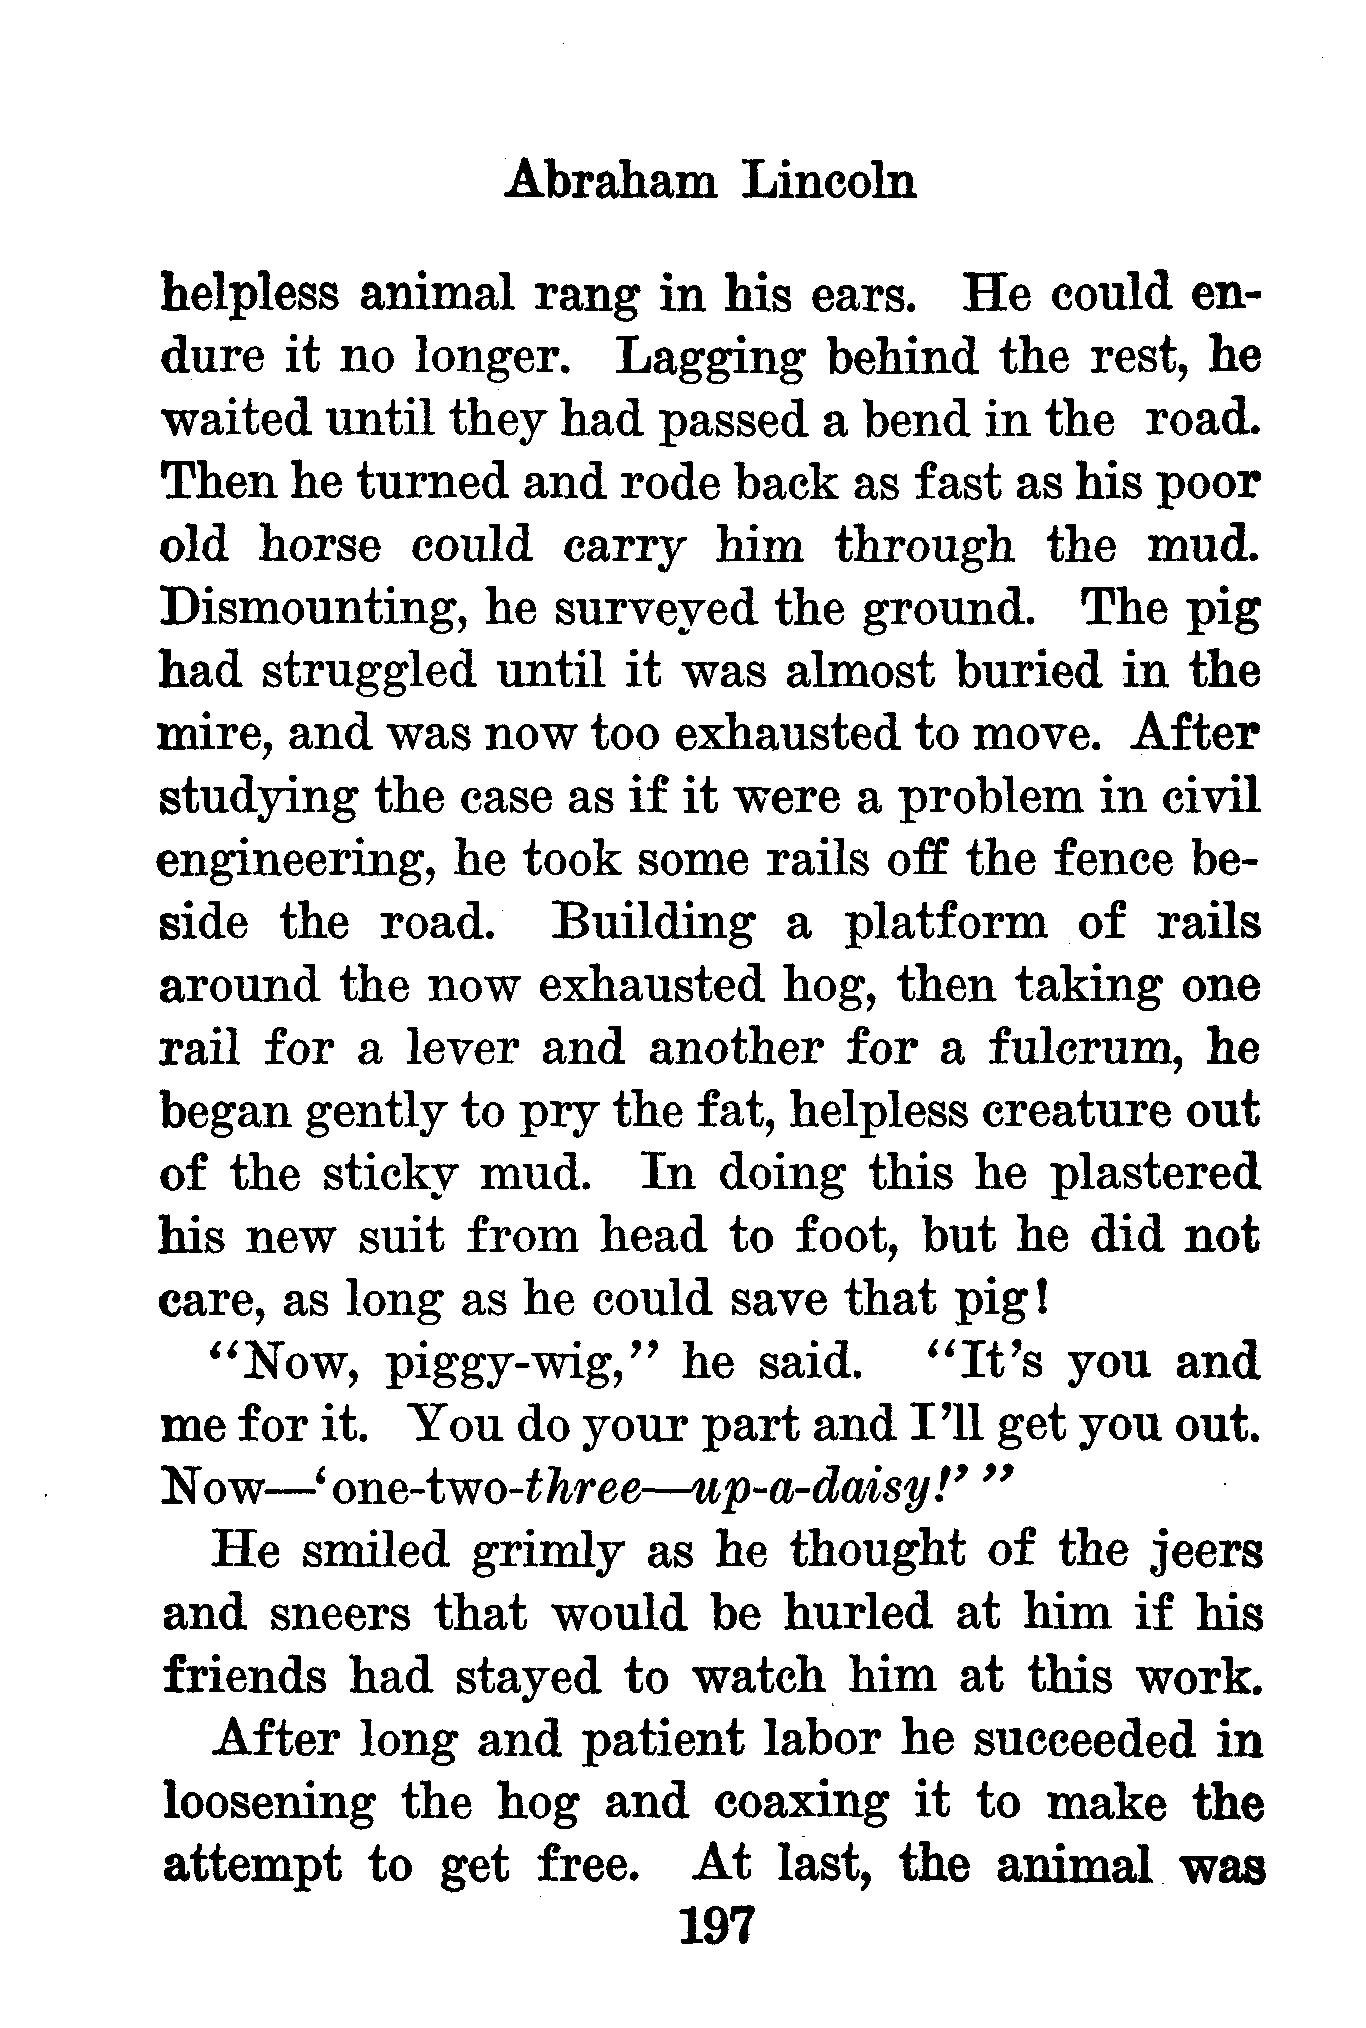 Abraham Lincoln
helpless animal rang in his ears. He could en-
dure it no longer. Lagging behind the rest, he
waited until they had passed a bend in the road.
Then he turned and rode back as fast as his poor
old horse could carry him through the mud.
Dismounting, he surveyed the ground. The pig
had struggled until it was almost buried in the
mire, and was now too exhausted to move. After
studying the case as if it were a problem in civil
engineering, he took some rails off the fence be-
side the road. Building a platform of rails
around the now exhausted hog, then taking one
rail for a lever and another for a fulcrum, he
began gently to pry the fat, helpless creature out
of the sticky mud. In doing this he plastered
his new suit from head to foot, but he did not
care, as long as he could save that pig!
“Now, piggy-wig,” he said. “It’s you and
me for it. You do your part and I’ll get you out.
Now—‘one-two-three—up-a-daisy!’ ”
He smiled grimly as he thought of the jeers
and sneers that would be hurled at him if his
friends had stayed to watch him at this work.
After long and patient labor he succeeded in
loosening the hog and coaxing it to make the
attempt to get free. At last, the animal was
197